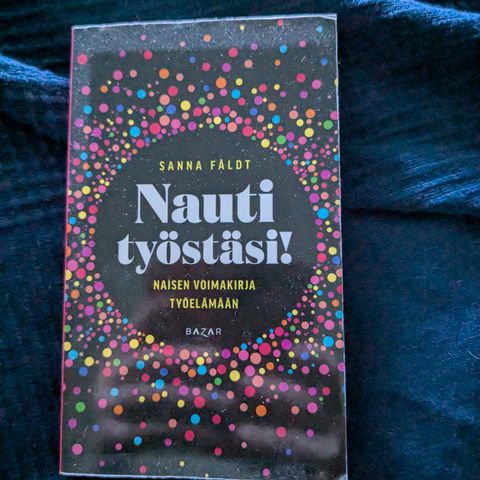 SANNA FÄLDT
Nauti
työstäsi!
NAISEN VOIMAKIRJA
TYÖELÄMÄÄN
BAZAR